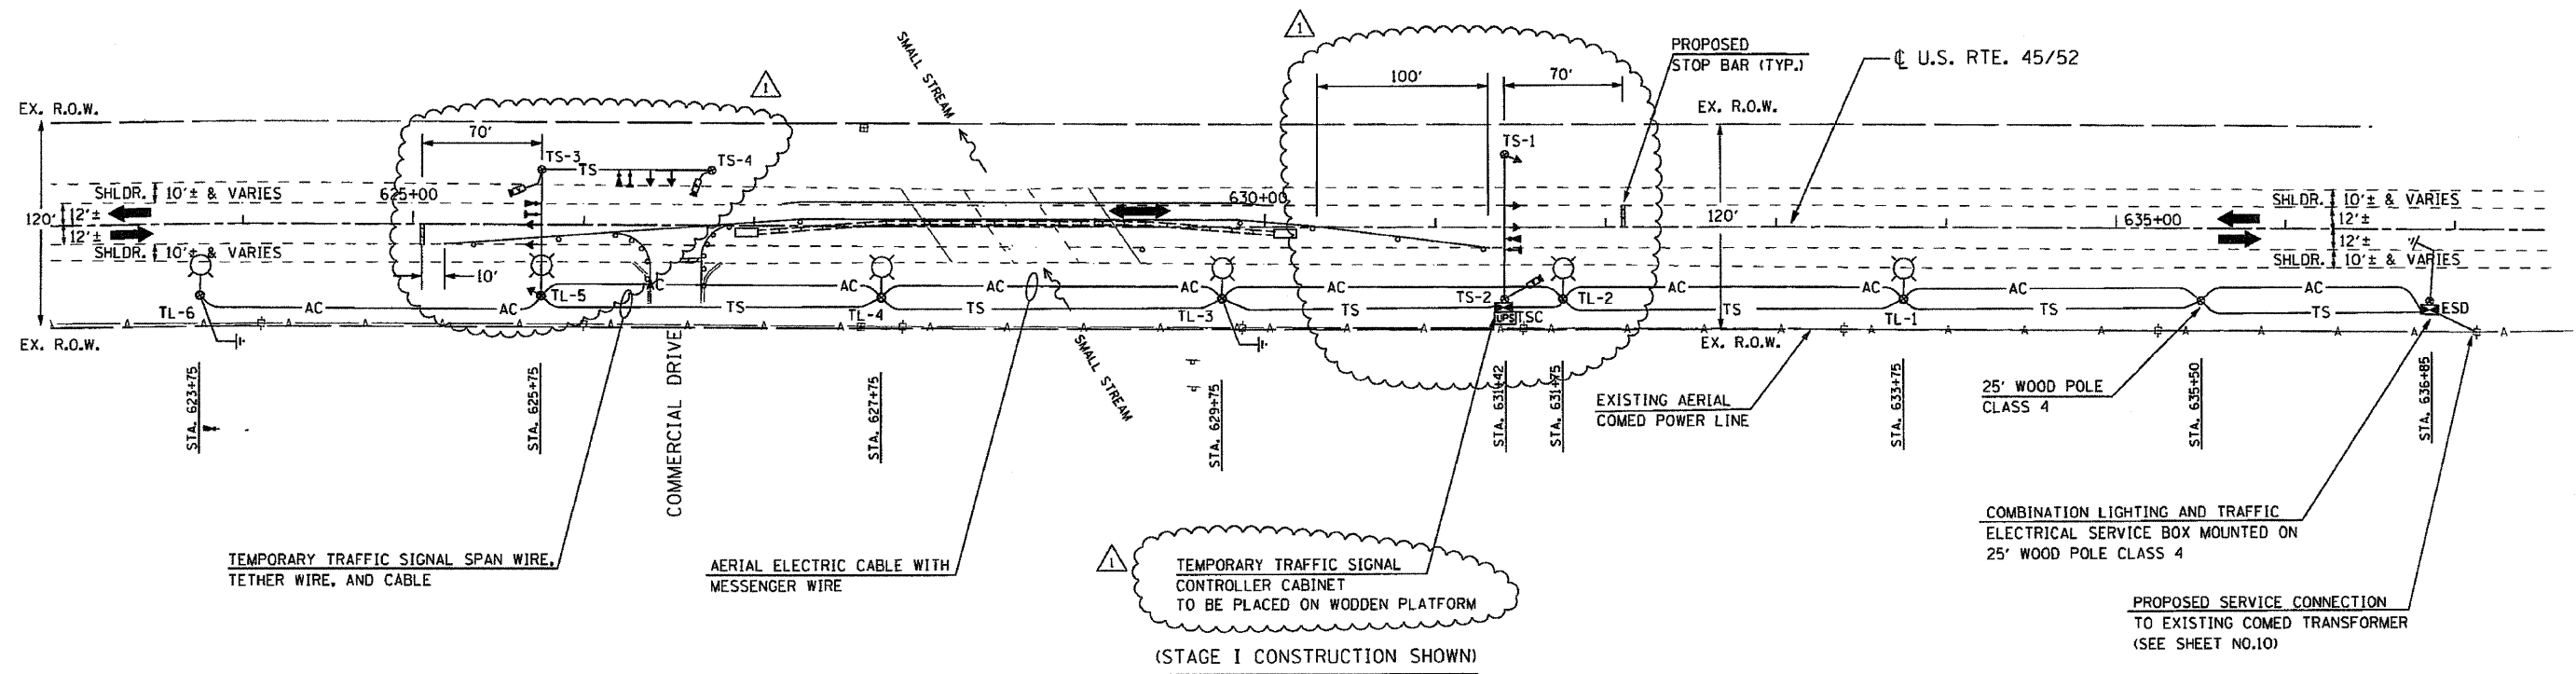 1
PROPOSED
STOP BAR (TYP.)
℄ U.S. RTE. 45/52
SMALL STREAM
1
100'
70'
EX. R.O.W.
EX. R.O.W.
70'
TS-3
TS
TS-4
TS-1
SHLDR. 10'± & VARIES
625+00
630+00
SHLDR. 10'± & VARIES
120'
12'±
12'±
120'
635+00
12'±
12'±
SHLDR. 10'± & VARIES
SHLDR. 10'± & VARIES
10'
AC
AC
TL-5
AC
AC
AC
TS-2
TL-2
AC
AC
AC
TL-6
TS
TL-4
TS
TL-3
TS
UPS
TSC
TS
TL-1
TS
TS
ESD
EX. R.O.W.
EX. R.O.W.
SMALL STREAM
COMMERCIAL DRIVE
STA. 623+75
STA. 625+75
STA. 627+75
STA. 629+75
STA. 631+42
STA. 631+75
STA. 633+75
STA. 635+50
STA. 636+85
EXISTING AERIAL
COMED POWER LINE
25' WOOD POLE
CLASS 4
TEMPORARY TRAFFIC SIGNAL SPAN WIRE,
TETHER WIRE, AND CABLE
AERIAL ELECTRIC CABLE WITH
MESSENGER WIRE
1
TEMPORARY TRAFFIC SIGNAL
CONTROLLER CABINET
TO BE PLACED ON WODDEN PLATFORM
COMBINATION LIGHTING AND TRAFFIC
ELECTRICAL SERVICE BOX MOUNTED ON
25' WOOD POLE CLASS 4
PROPOSED SERVICE CONNECTION
TO EXISTING COMED TRANSFORMER
(SEE SHEET NO.10)
(STAGE I CONSTRUCTION SHOWN)